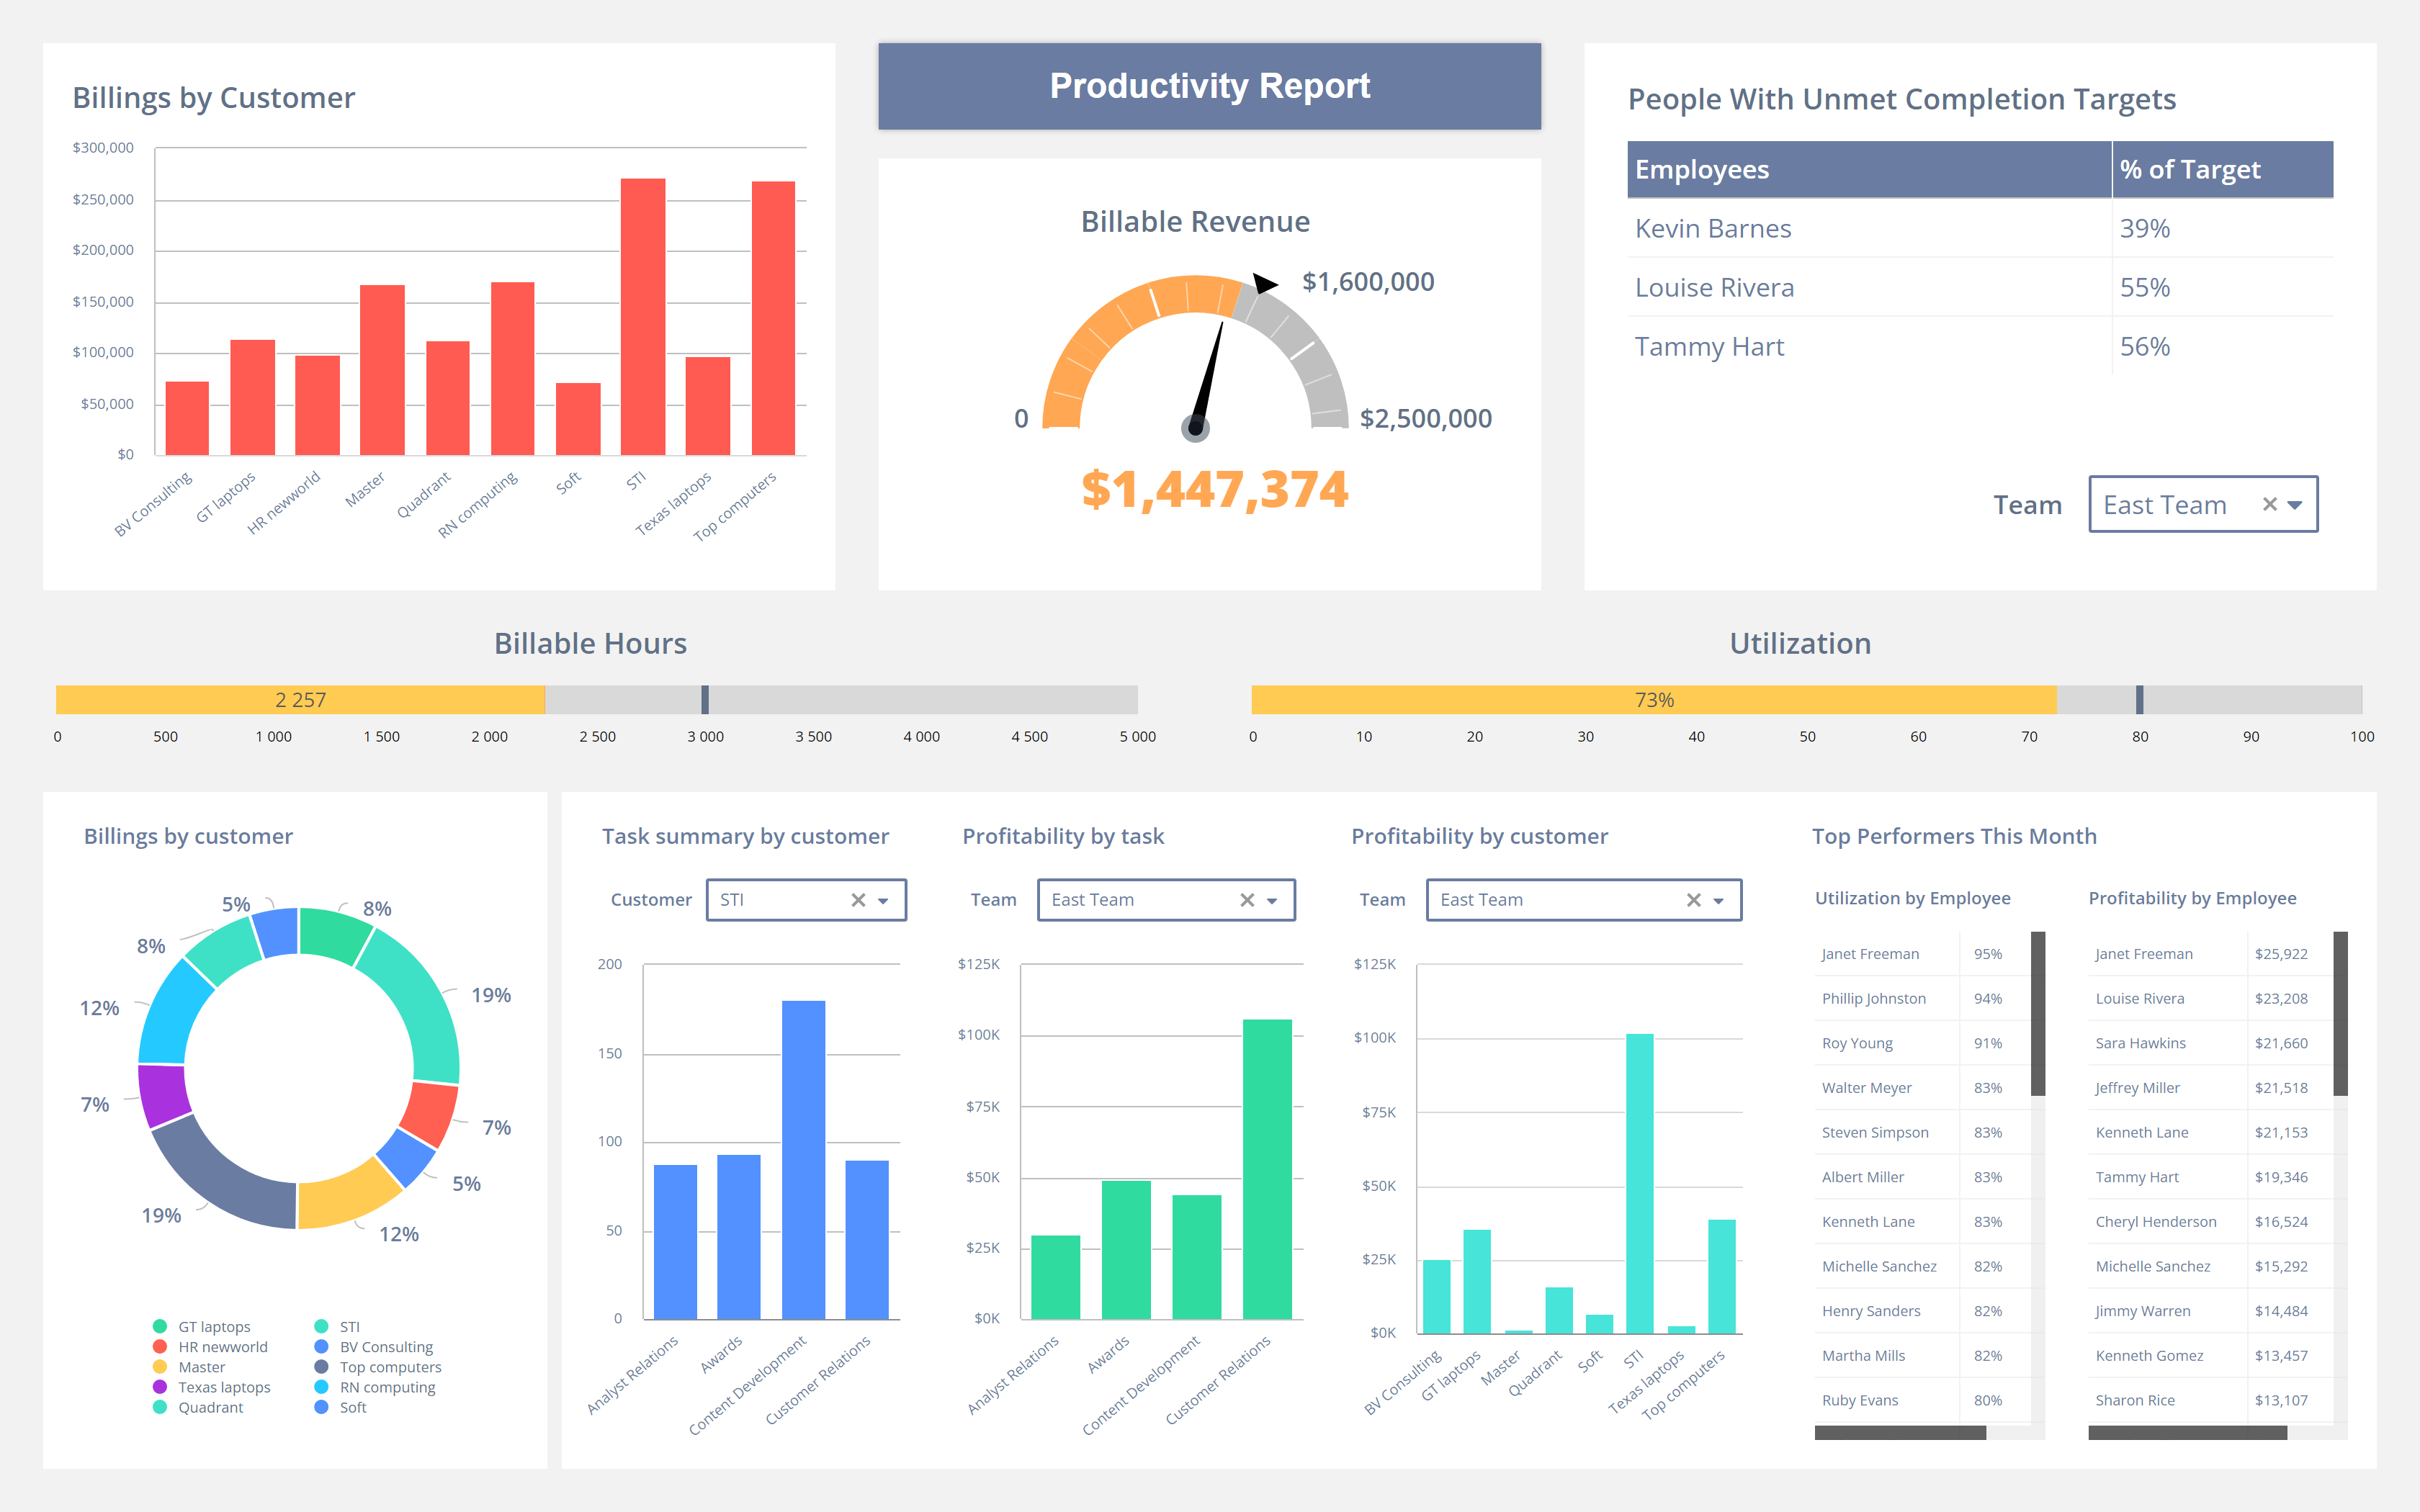 Billings by Customer
$300,000
$250,000
$200,000
$150,000
$100,000
$50,000
$0
BV Consulting
GT laptops
HR newworld
Master
Quadrant
RN computing
Soft
STI
Texas laptops
Top computers
Productivity Report
Billable Revenue
$1,600,000
0
$2,500,000
$1,447,374
People With Unmet Completion Targets
Employees % of Target
Kevin Barnes 39%
Louise Rivera 55%
Tammy Hart 56%
Team East Team
Billable Hours
2 257
0 500 1 000 1 500 2 000 2 500 3 000 3 500 4 000 4 500 5 000
Utilization
73%
0 10 20 30 40 50 60 70 80 90 100
Billings by customer
5%
8%
8%
19%
12%
7%
7%
5%
19%
12%
GT laptops STI
HR newworld BV Consulting
Master Top computers
Texas laptops RN computing
Quadrant Soft
Task summary by customer
Customer STI
200
150
100
50
0
Analyst Relations
Awards
Content Development
Customer Relations
Profitability by task
Team East Team
$125K
$100K
$75K
$50K
$25K
$0K
Analyst Relations
Awards
Content Development
Customer Relations
Profitability by customer
Team East Team
$125K
$100K
$75K
$50K
$25K
$0K
BV Consulting
GT laptops
Master
Quadrant
Soft
STI
Texas laptops
Top computers
Top Performers This Month
Utilization by Employee
Janet Freeman 95%
Phillip Johnston 94%
Roy Young 91%
Walter Meyer 83%
Steven Simpson 83%
Albert Miller 83%
Kenneth Lane 83%
Michelle Sanchez 82%
Henry Sanders 82%
Martha Mills 82%
Ruby Evans 80%
Profitability by Employee
Janet Freeman $25,922
Louise Rivera $23,208
Sara Hawkins $21,660
Jeffrey Miller $21,518
Kenneth Lane $21,153
Tammy Hart $19,346
Cheryl Henderson $16,524
Michelle Sanchez $15,292
Jimmy Warren $14,484
Kenneth Gomez $13,457
Sharon Rice $13,107